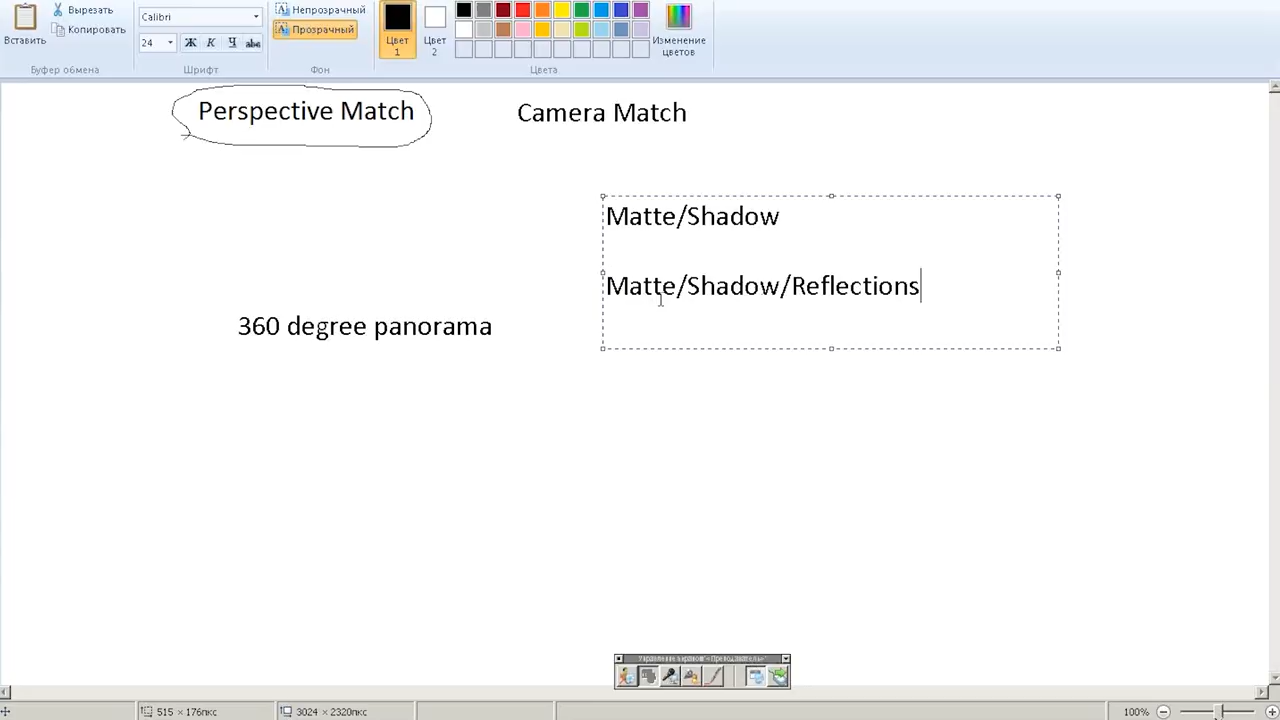 Вставить
Вырезать
Копировать
Буфер обмена
Calibri
24
Ж К Ч abc
Шрифт
Непрозрачный
Прозрачный
Фон
Цвет
1
Цвет
2
Изменение
цветов
Цвета
Perspective Match
Camera Match
Matte/Shadow
Matte/Shadow/Reflections
360 degree panorama
515 × 176пкс
3024 × 2320пкс
100%